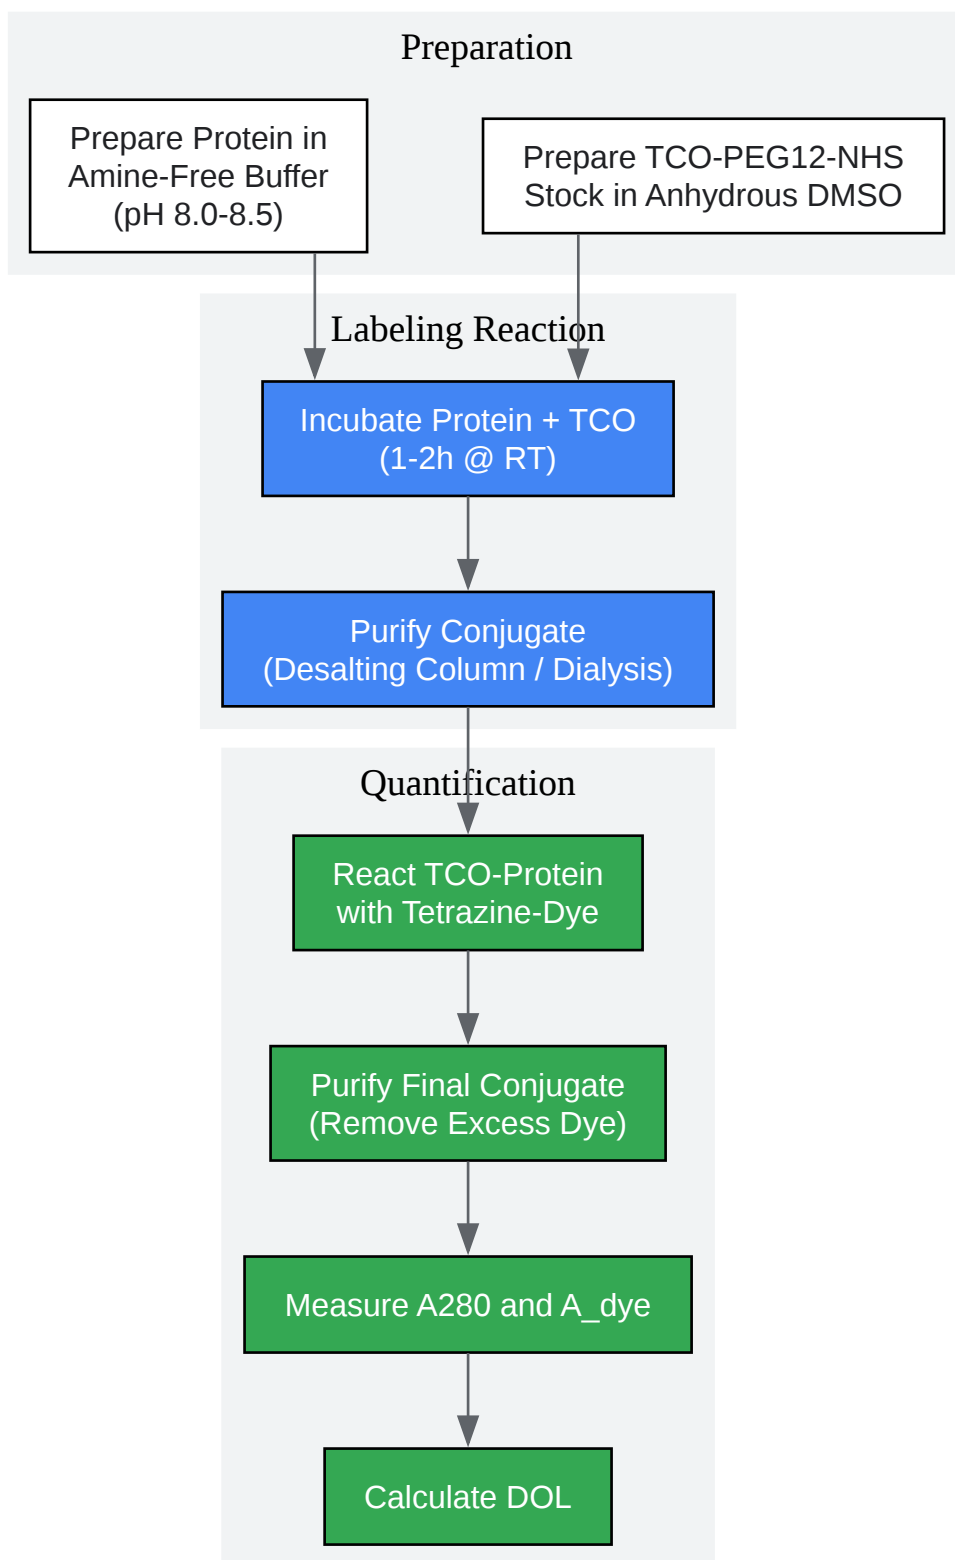 Preparation
Prepare Protein in
Amine-Free Buffer
(pH 8.0-8.5)
Prepare TCO-PEG12-NHS
Stock in Anhydrous DMSO
Labeling Reaction
Incubate Protein + TCO
(1-2h @ RT)
Purify Conjugate
(Desalting Column / Dialysis)
Quantification
React TCO-Protein
with Tetrazine-Dye
Purify Final Conjugate
(Remove Excess Dye)
Measure A280 and A_dye
Calculate DOL